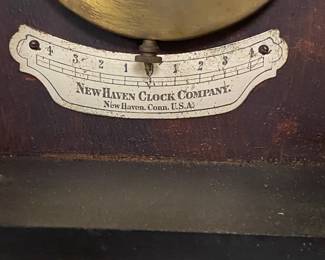 4 3 2 1 1 2 3 4
NEW HAVEN CLOCK COMPANY.
New Haven. Conn. U.S.A.